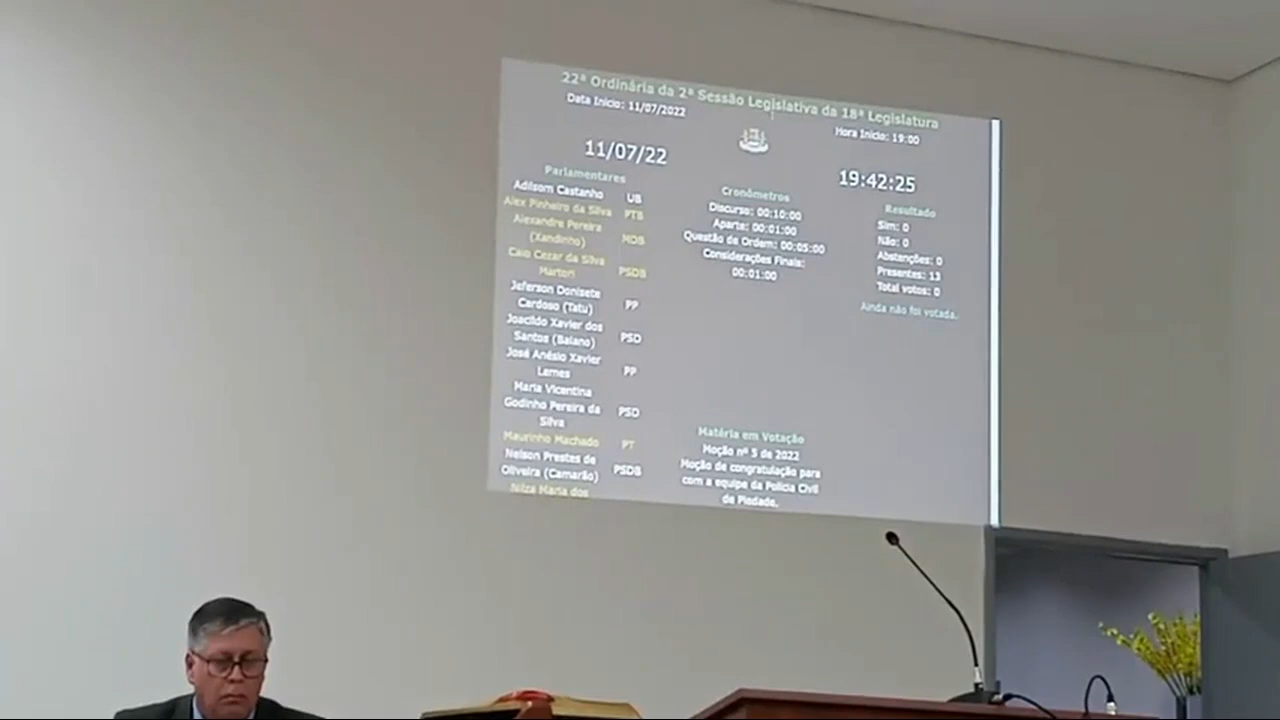 22ª Ordinária da 2ª Sessão Legislativa da 18ª Legislatura
Data Início: 11/07/2022
Hora Início: 19:00
11/07/22
19:42:25
Parlamentares
Adilsom Castanho UB
Alex Pinheiro da Silva PTB
Alexandre Pereira
(Xandinho) MDB
Caio Cezar da Silva
Martori PSDB
Jeferson Donisete
Cardoso (Tatu) PP
Joacildo Xavier dos
Santos (Baiano) PSD
José Anésio Xavier
Lemes PP
Maria Vicentina
Godinho Pereira da
Silva PSD
Maurinho Machado PT
Nelson Prestes de
Oliveira (Camarão) PSDB
Nilza Maria dos
Cronômetros
Discurso: 00:10:00
Aparte: 00:01:00
Questão de Ordem: 00:05:00
Considerações Finais:
00:01:00
Resultado
Sim: 0
Não: 0
Abstenções: 0
Presentes: 13
Total votos: 0
Ainda não foi votada.
Matéria em Votação
Moção nº 5 de 2022
Moção de congratulação para
com a equipe da Polícia Civil
de Piedade.